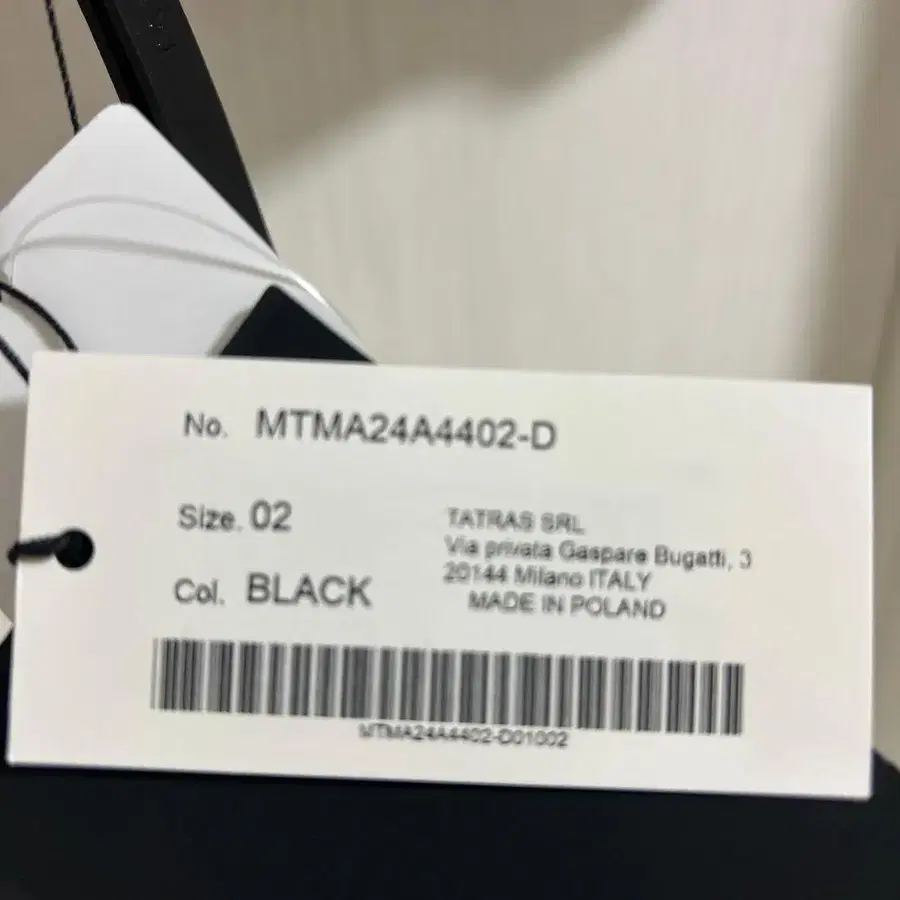 No. MTMA24A4402-D
Size. 02
Col. BLACK
TATRAS SRL
Via privata Gaspare Bugatti, 3
20144 Milano ITALY
MADE IN POLAND
MTMA24A4402-D01002